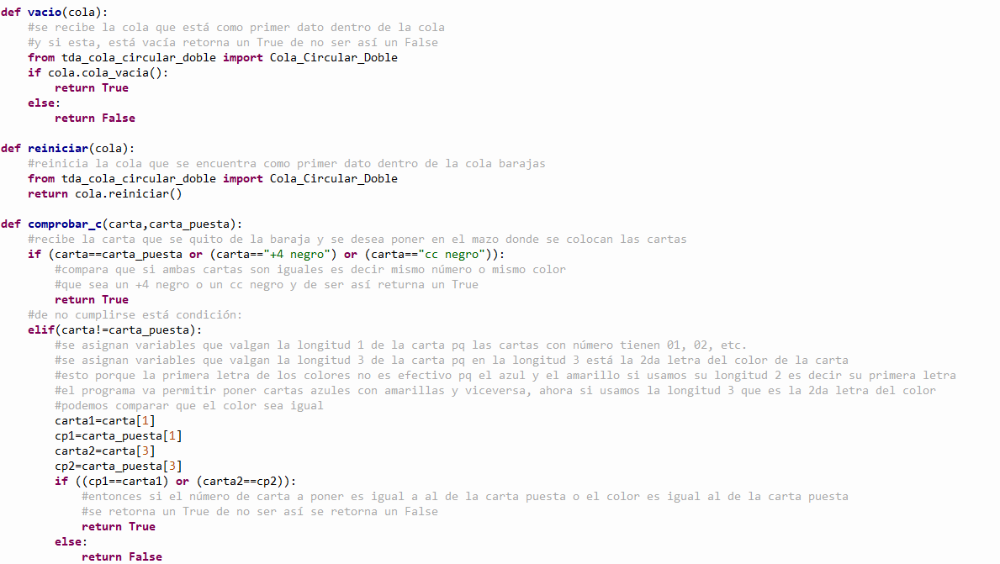 def vacio(cola):
    #se recibe la cola que está como primer dato dentro de la cola
    #y si esta, está vacía retorna un True de no ser así un False
    from tda_cola_circular_doble import Cola_Circular_Doble
    if cola.cola_vacia():
        return True
    else:
        return False

def reiniciar(cola):
    #reinicia la cola que se encuentra como primer dato dentro de la cola barajas
    from tda_cola_circular_doble import Cola_Circular_Doble
    return cola.reiniciar()

def comprobar_c(carta,carta_puesta):
    #recibe la carta que se quito de la baraja y se desea poner en el mazo donde se colocan las cartas
    if (carta==carta_puesta or (carta=="+4 negro") or (carta=="cc negro")):
        #compara que si ambas cartas son iguales es decir mismo número o mismo color
        #que sea un +4 negro o un cc negro y de ser así returna un True
        return True
    #de no cumplirse está condición:
    elif(carta!=carta_puesta):
        #se asignan variables que valgan la longitud 1 de la carta pq las cartas con número tienen 01, 02, etc.
        #se asignan variables que valgan la longitud 3 de la carta pq en la longitud 3 está la 2da letra del color de la carta
        #esto porque la primera letra de los colores no es efectivo pq el azul y el amarillo si usamos su longitud 2 es decir su primera letra
        #el programa va permitir poner cartas azules con amarillas y viceversa, ahora si usamos la longitud 3 que es la 2da letra del color
        #podemos comparar que el color sea igual
        carta1=carta[1]
        cp1=carta_puesta[1]
        carta2=carta[3]
        cp2=carta_puesta[3]
        if ((cp1==carta1) or (carta2==cp2)):
            #entonces si el número de carta a poner es igual a al de la carta puesta o el color es igual al de la carta puesta
            #se retorna un True de no ser así se retorna un False
            return True
        else:
            return False